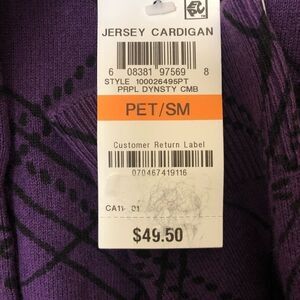 JERSEY CARDIGAN
6 08381 97569 8
STYLE 100026495PT
PRPL DYNSTY CMB
PET/SM
Customer Return Label
070467419116
$49.50